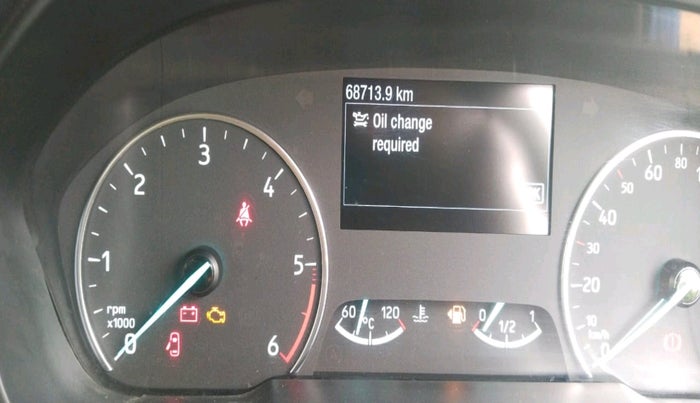 68713.9 km
Oil change
required
0 1 2 3 4 5 6
rpm
x1000
60 °C 120
0 1/2 1
0 20 40 60 80
10 30 50 80
km/h